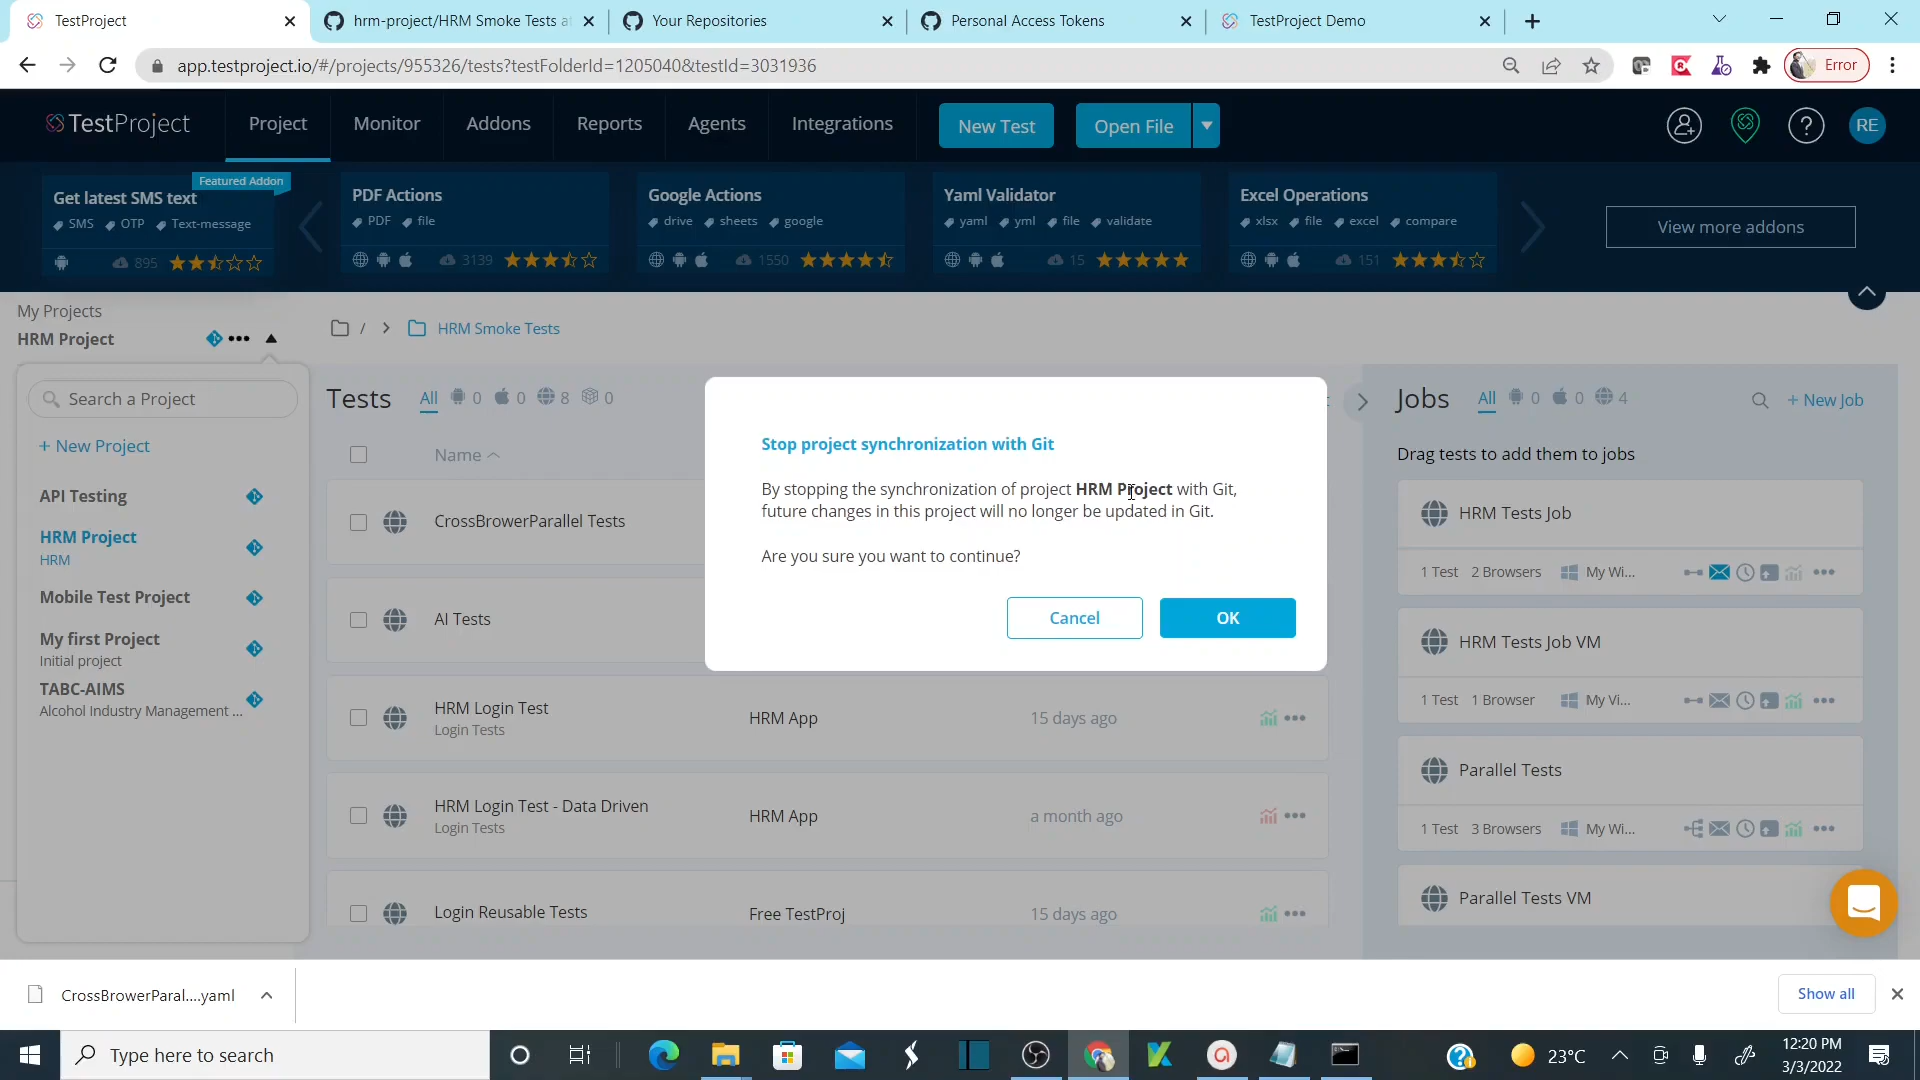 TestProject
hrm-project/HRM Smoke Tests at
Your Repositories
Personal Access Tokens
TestProject Demo
app.testproject.io/#/projects/955326/tests?testFolderId=1205040&testId=3031936
Error
TestProject
Project
Monitor
Addons
Reports
Agents
Integrations
New Test
Open File
?
RE
Featured Addon
Get latest SMS text
SMS OTP Text-message
895
PDF Actions
PDF file
3139
Google Actions
drive sheets google
1550
Yaml Validator
yaml yml file validate
15
Excel Operations
xlsx file excel compare
151
View more addons
My Projects
HRM Project
/ > HRM Smoke Tests
Search a Project
+ New Project
API Testing
HRM Project
HRM
Mobile Test Project
My first Project
Initial project
TABC-AIMS
Alcohol Industry Management ...
Tests
All 0 0 8 0
Name
CrossBrowerParallel Tests
AI Tests
HRM Login Test
Login Tests
HRM App
15 days ago
HRM Login Test - Data Driven
Login Tests
HRM App
a month ago
Login Reusable Tests
Free TestProj
15 days ago
Stop project synchronization with Git
By stopping the synchronization of project HRM Project with Git,
future changes in this project will no longer be updated in Git.
Are you sure you want to continue?
Cancel
OK
Jobs
All 0 0 4
+ New Job
Drag tests to add them to jobs
HRM Tests Job
1 Test 2 Browsers My Wi...
HRM Tests Job VM
1 Test 1 Browser My Vi...
Parallel Tests
1 Test 3 Browsers My Wi...
Parallel Tests VM
CrossBrowerParal....yaml
Show all
Type here to search
23°C
12:20 PM
3/3/2022